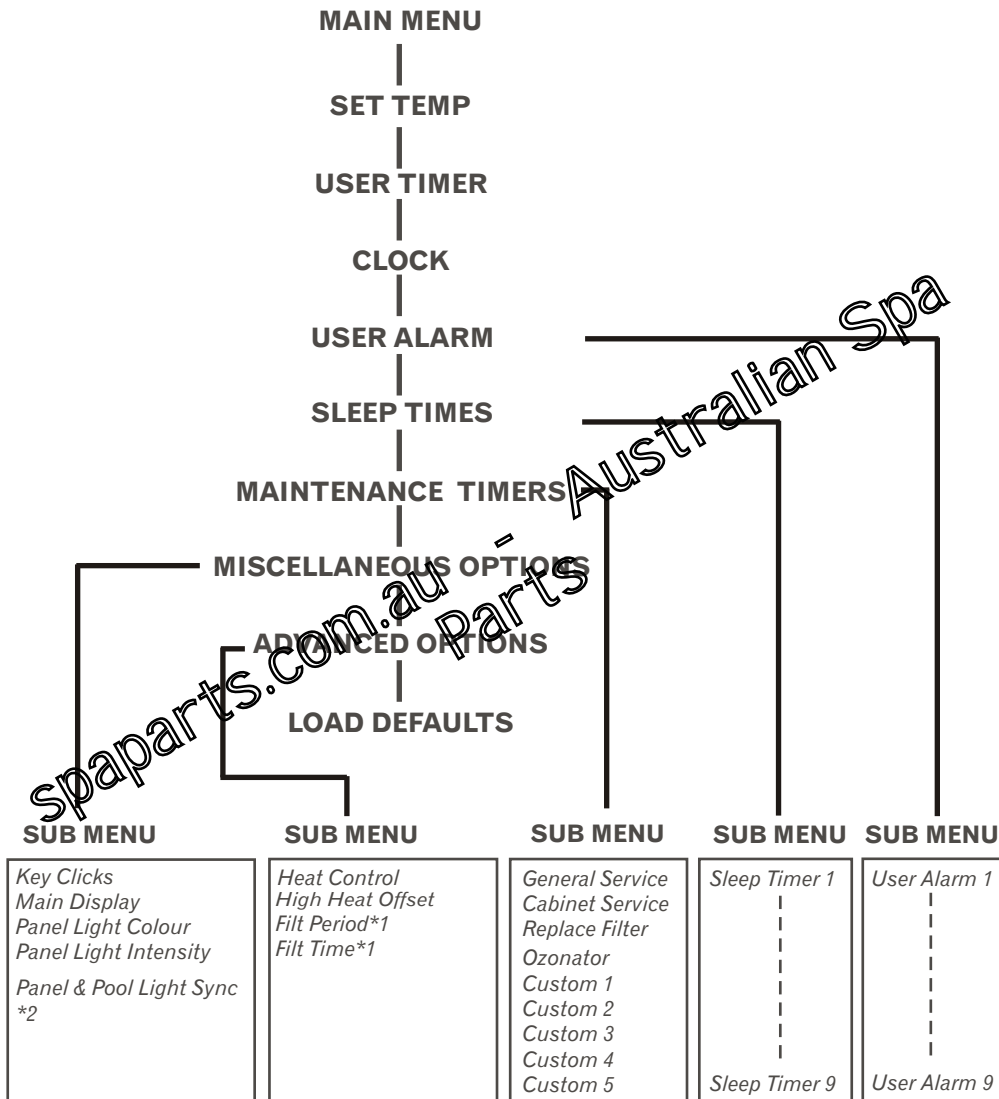 MAIN MENU
SET TEMP
USER TIMER
CLOCK
USER ALARM
SLEEP TIMES
MAINTENANCE TIMERS
MISCELLANEOUS OPTIONS
ADVANCED OPTIONS
LOAD DEFAULTS
spaparts.com.au - Australian Spa
Parts
SUB MENU
Key Clicks
Main Display
Panel Light Colour
Panel Light Intensity
Panel & Pool Light Sync
*2
SUB MENU
Heat Control
High Heat Offset
Filt Period*1
Filt Time*1
SUB MENU
General Service
Cabinet Service
Replace Filter
Ozonator
Custom 1
Custom 2
Custom 3
Custom 4
Custom 5
SUB MENU
Sleep Timer 1
Sleep Timer 9
SUB MENU
User Alarm 1
User Alarm 9